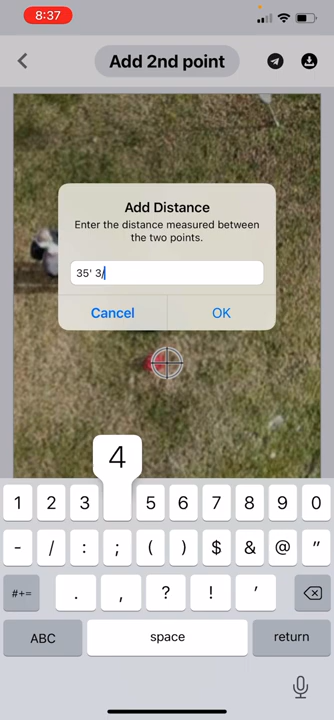 8:37
Add 2nd point
Add Distance
Enter the distance measured between
the two points.
35' 3/
Cancel OK
4
1 2 3 5 6 7 8 9 0
- / : ; ( ) $ & @ "
#+= . , ? ! '
ABC space return